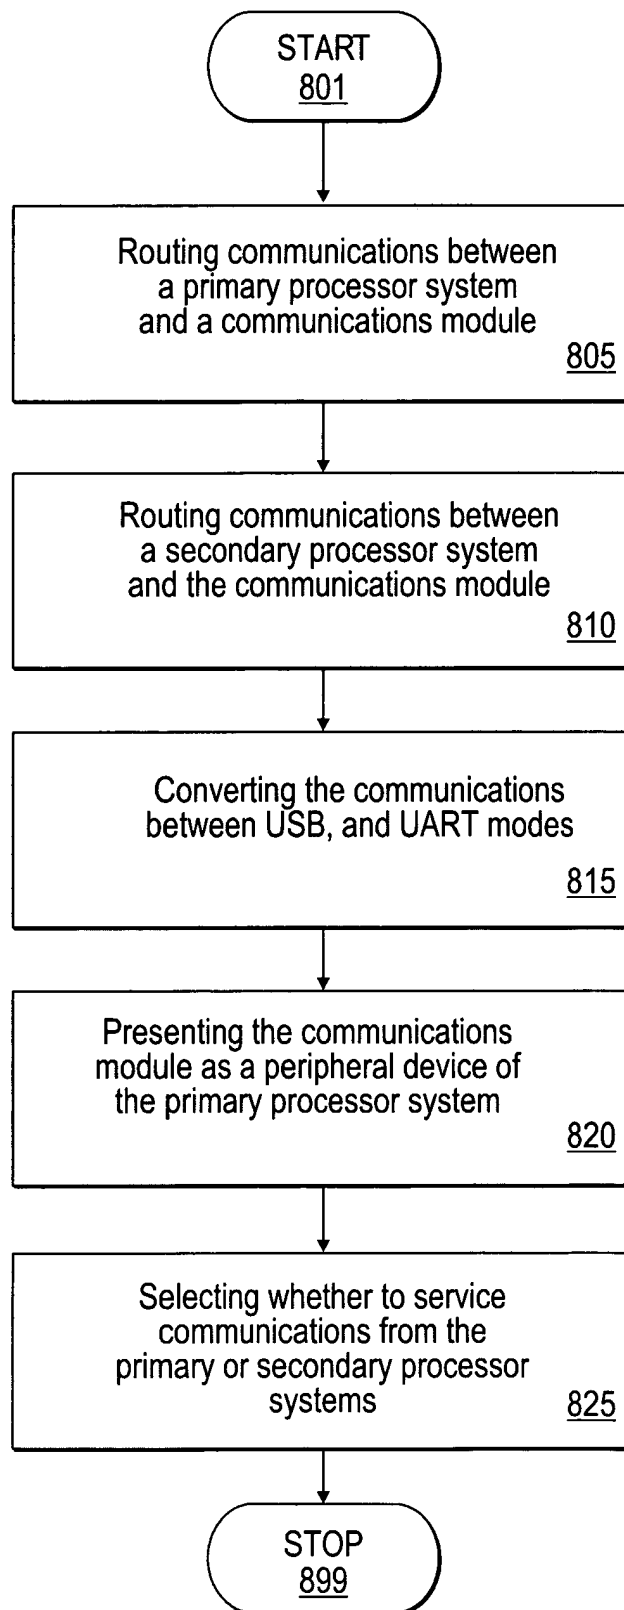 START
801
Routing communications between
a primary processor system
and a communications module
805
Routing communications between
a secondary processor system
and the communications module
810
Converting the communications
between USB, and UART modes
815
Presenting the communications
module as a peripheral device of
the primary processor system
820
Selecting whether to service
communications from the
primary or secondary processor
systems
825
STOP
899